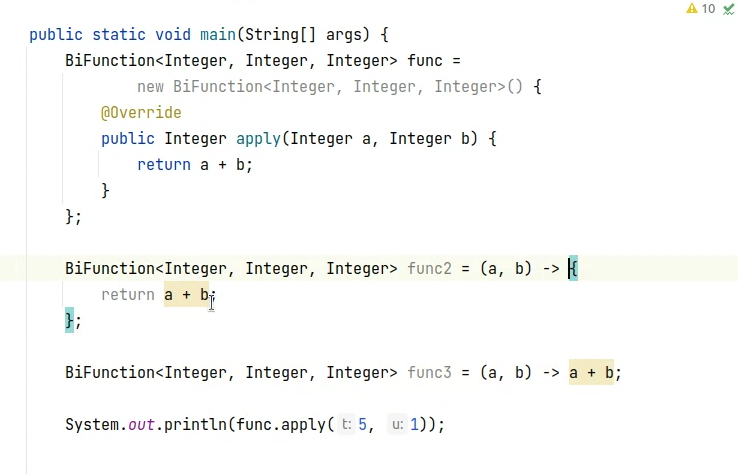 10
public static void main(String[] args) {
BiFunction<Integer, Integer, Integer> func =
new BiFunction<Integer, Integer, Integer>() {
@Override
public Integer apply(Integer a, Integer b) {
return a + b;
}
};
BiFunction<Integer, Integer, Integer> func2 = (a, b) -> {
return a + b;
};
BiFunction<Integer, Integer, Integer> func3 = (a, b) -> a + b;
System.out.println(func.apply( t: 5, u: 1));